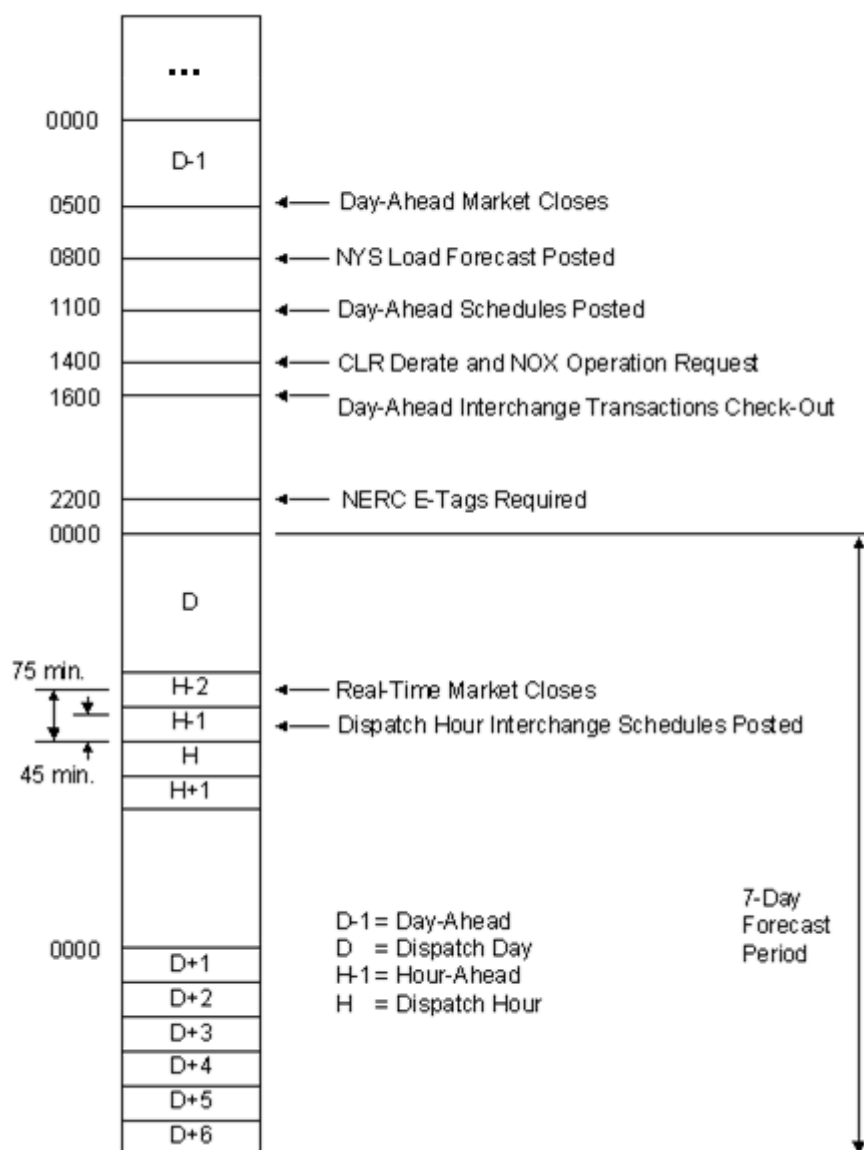 ...
0000
D-1
0500 Day-Ahead Market Closes
0800 NYS Load Forecast Posted
1100 Day-Ahead Schedules Posted
1400 CLR Derate and NOX Operation Request
1600 Day-Ahead Interchange Transactions Check-Out
2200 NERC E-Tags Required
0000
D
75 min.
H-2 Real-Time Market Closes
H-1 Dispatch Hour Interchange Schedules Posted
H
45 min.
H+1
7-Day
Forecast
Period
D-1 = Day-Ahead
D = Dispatch Day
H-1 = Hour-Ahead
H = Dispatch Hour
0000
D+1
D+2
D+3
D+4
D+5
D+6